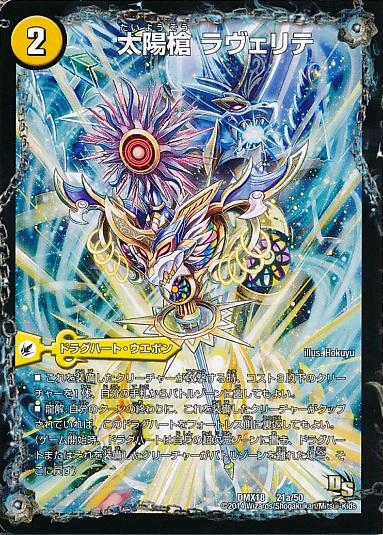 2
たいようそう
太陽槍 ラヴェリテ
illus. Hokuyu
ドラグハート・ウエポン
■ これを装備したクリーチャーが攻撃する時、コスト3以下のクリー
チャーを1体、自分の手札からバトルゾーンに出してもよい。
■ 龍解:自分のターンの終わりに、これを装備したクリーチャーがタップ
されていれば、このドラグハートをフォートレス側に裏返してもよい。
(ゲーム開始時、ドラグハートは自身の超次元ゾーンに置き、ドラグハー
トまたはそれを装備したクリーチャーがバトルゾーンを離れた場合、そ
こに戻す)
DS
DMX18 21a/50
©2014 Wizards/Shogakukan/Mitsui-Kids